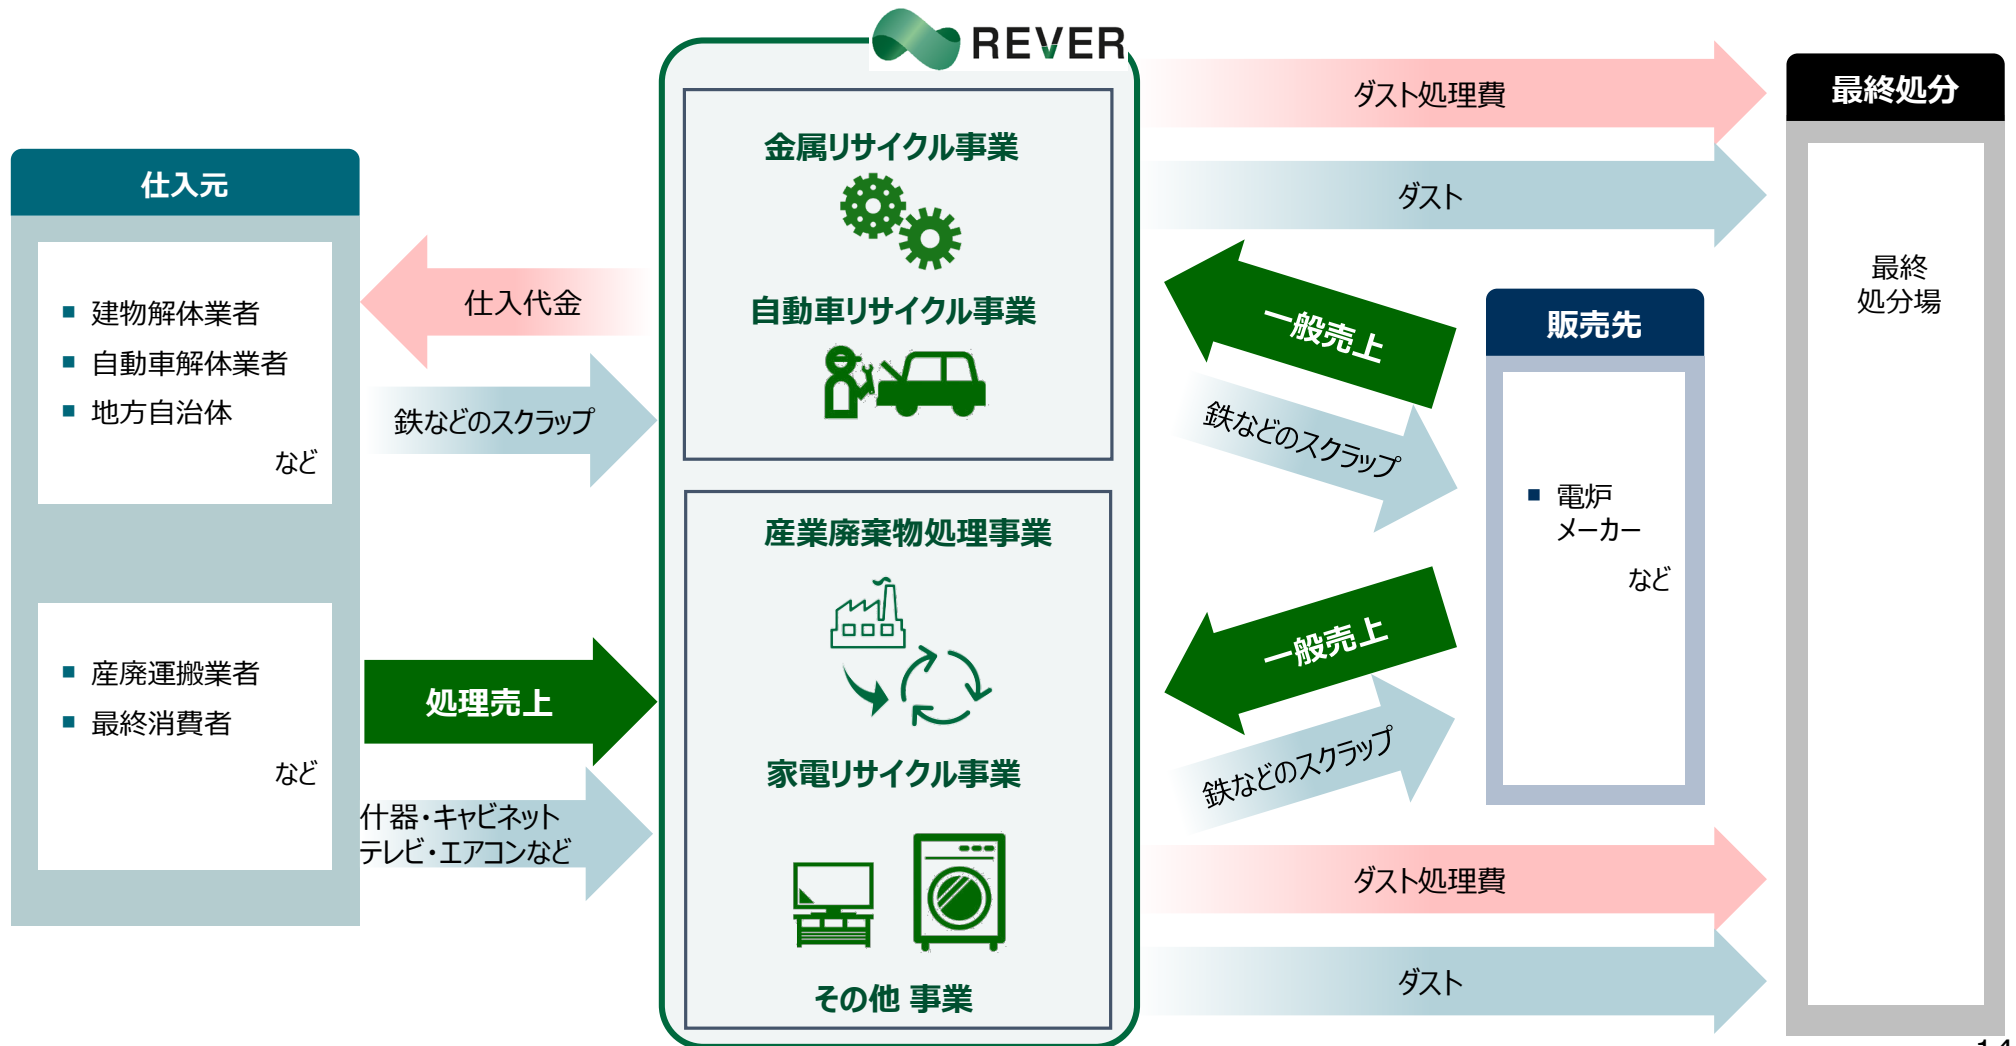 REVER
仕入元
■ 建物解体業者
■ 自動車解体業者
■ 地方自治体
など
■ 産廃運搬業者
■ 最終消費者
など
仕入代金
鉄などのスクラップ
処理売上
什器・キャビネット
テレビ・エアコンなど
金属リサイクル事業
自動車リサイクル事業
産業廃棄物処理事業
家電リサイクル事業
その他 事業
ダスト処理費
ダスト
一般売上
鉄などのスクラップ
一般売上
鉄などのスクラップ
ダスト処理費
ダスト
販売先
■ 電炉
メーカー
など
最終処分
最終
処分場